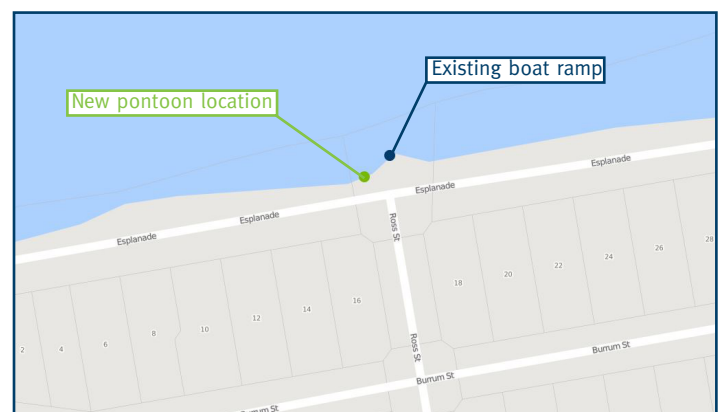 Existing boat ramp
New pontoon location
Esplanade
Esplanade
Esplanade
Esplanade
Ross St
28
26
24
22
20
18
16
14
12
10
8
6
4
2
Ross St
Burrum St
Burrum St